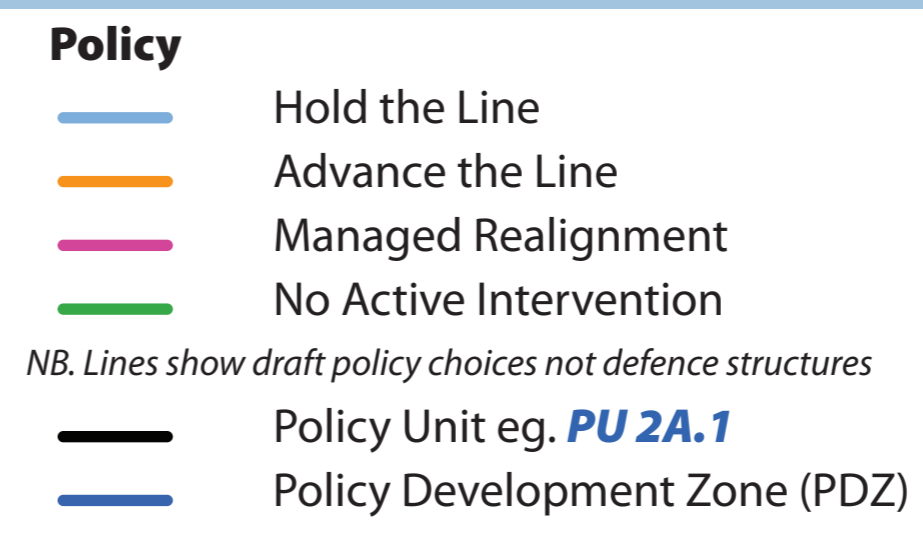 Policy
Hold the Line
Advance the Line
Managed Realignment
No Active Intervention
NB. Lines show draft policy choices not defence structures
Policy Unit eg. PU 2A.1
Policy Development Zone (PDZ)